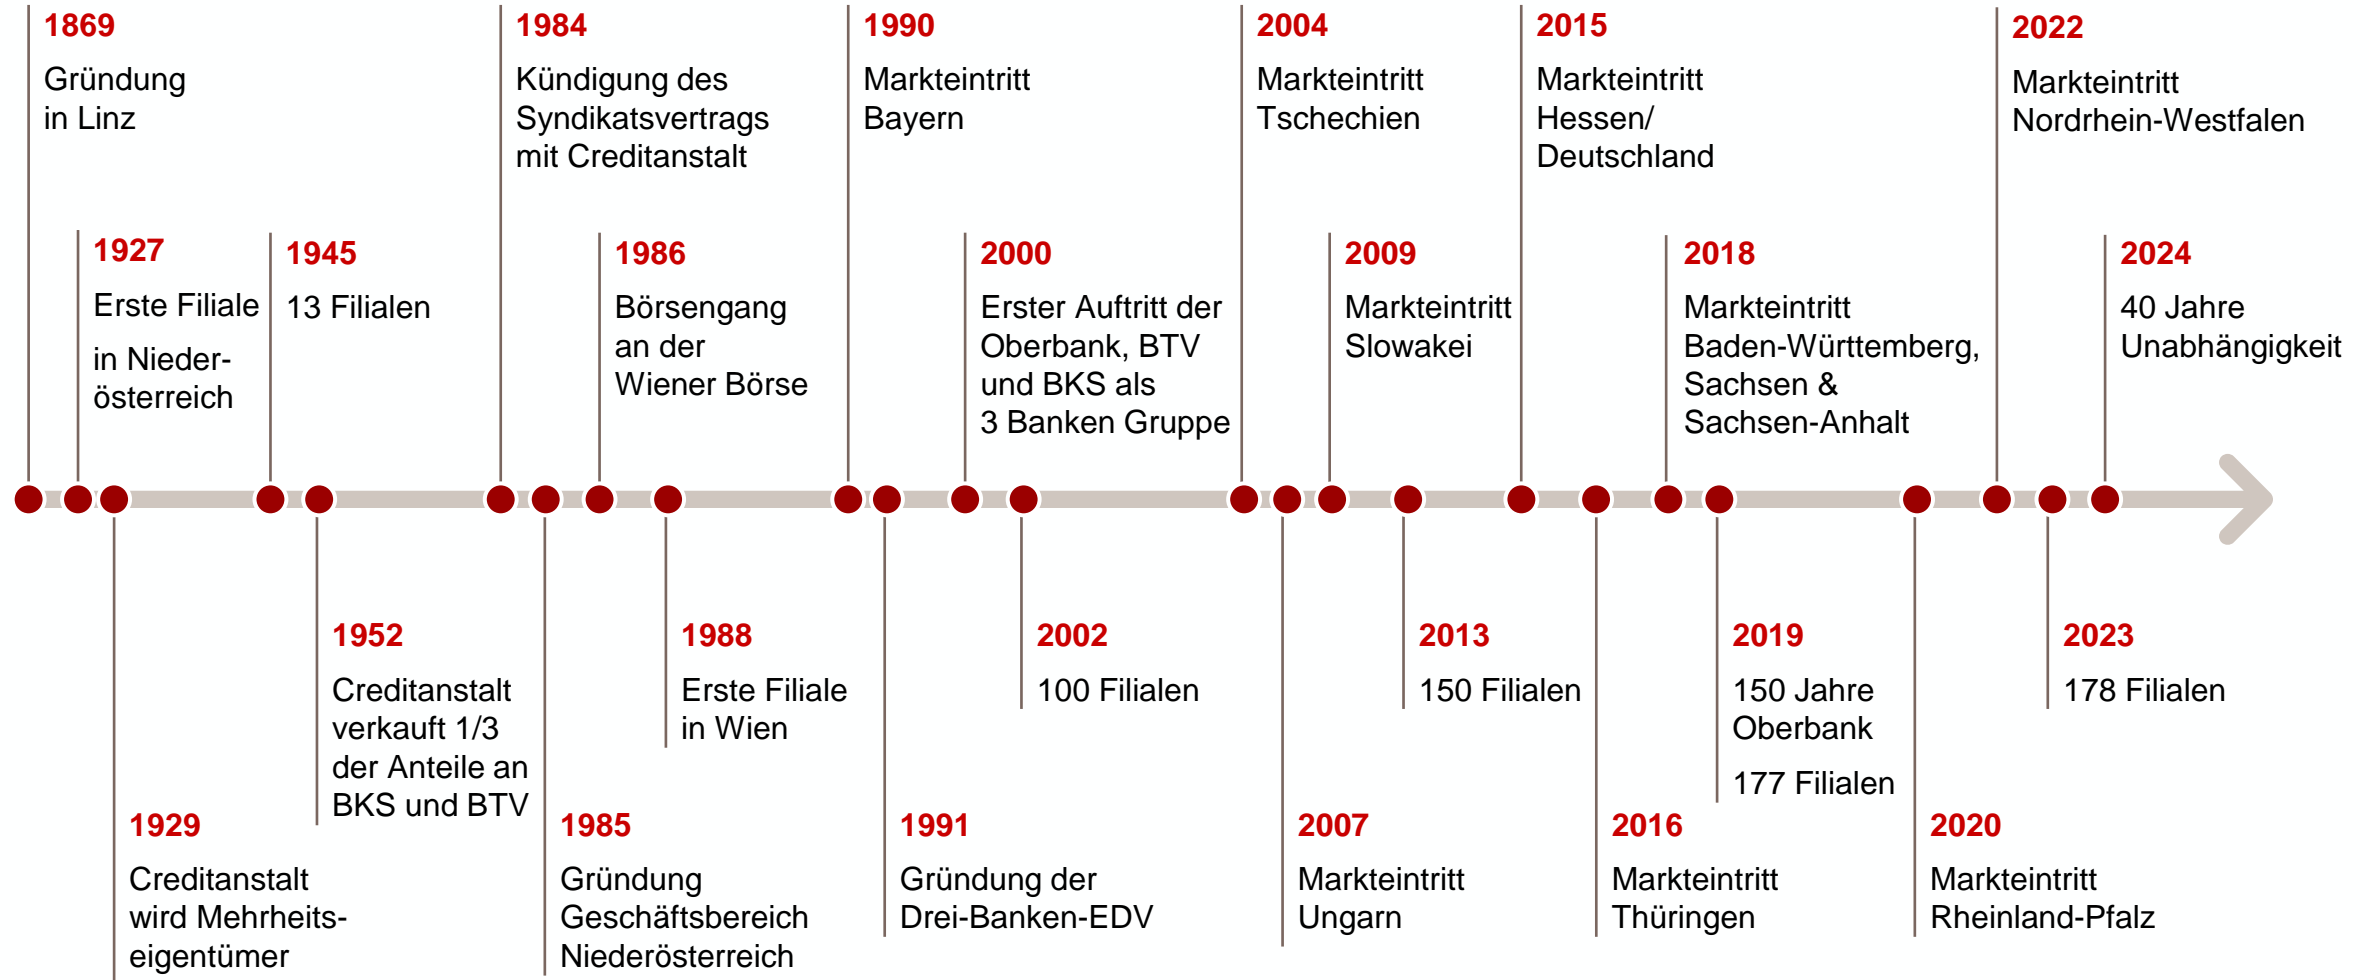 1869
Gründung
in Linz
1984
Kündigung des
Syndikatsvertrags
mit Creditanstalt
1990
Markteintritt
Bayern
2004
Markteintritt
Tschechien
2015
Markteintritt
Hessen/
Deutschland
2022
Markteintritt
Nordrhein-Westfalen
1927
Erste Filiale
in Nieder-
österreich
1945
13 Filialen
1986
Börsengang
an der
Wiener Börse
2000
Erster Auftritt der
Oberbank, BTV
und BKS als
3 Banken Gruppe
2009
Markteintritt
Slowakei
2018
Markteintritt
Baden-Württemberg,
Sachsen &
Sachsen-Anhalt
2024
40 Jahre
Unabhängigkeit
1952
Creditanstalt
verkauft 1/3
der Anteile an
BKS und BTV
1988
Erste Filiale
in Wien
2002
100 Filialen
2013
150 Filialen
2019
150 Jahre
Oberbank
177 Filialen
2023
178 Filialen
1929
Creditanstalt
wird Mehrheits-
eigentümer
1985
Gründung
Geschäftsbereich
Niederösterreich
1991
Gründung der
Drei-Banken-EDV
2007
Markteintritt
Ungarn
2016
Markteintritt
Thüringen
2020
Markteintritt
Rheinland-Pfalz